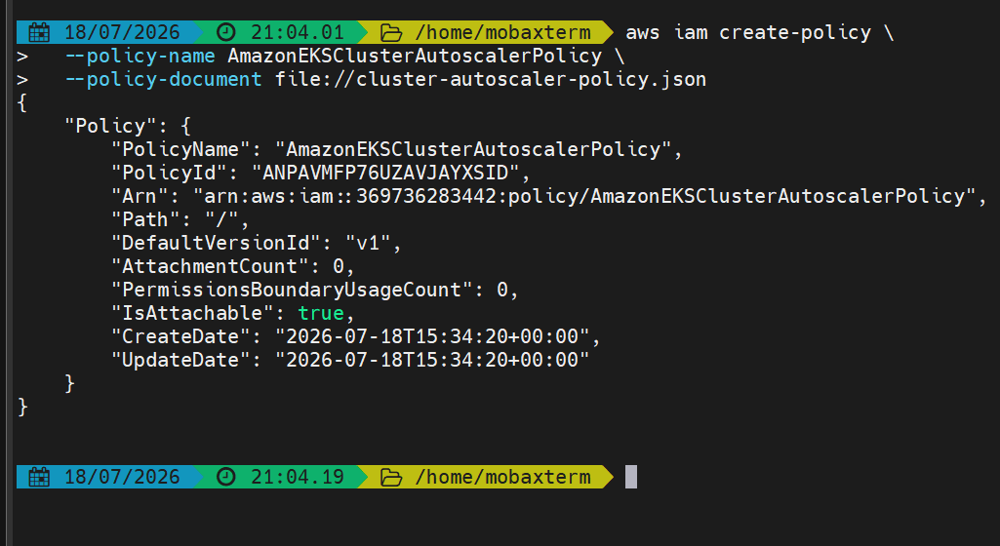 18/07/2026 21:04.01 /home/mobaxterm aws iam create-policy \
> --policy-name AmazonEKSClusterAutoscalerPolicy \
> --policy-document file://cluster-autoscaler-policy.json
{
    "Policy": {
        "PolicyName": "AmazonEKSClusterAutoscalerPolicy",
        "PolicyId": "ANPAVMFP76UZAVJAYXSID",
        "Arn": "arn:aws:iam::369736283442:policy/AmazonEKSClusterAutoscalerPolicy",
        "Path": "/",
        "DefaultVersionId": "v1",
        "AttachmentCount": 0,
        "PermissionsBoundaryUsageCount": 0,
        "IsAttachable": true,
        "CreateDate": "2026-07-18T15:34:20+00:00",
        "UpdateDate": "2026-07-18T15:34:20+00:00"
    }
}
18/07/2026 21:04.19 /home/mobaxterm